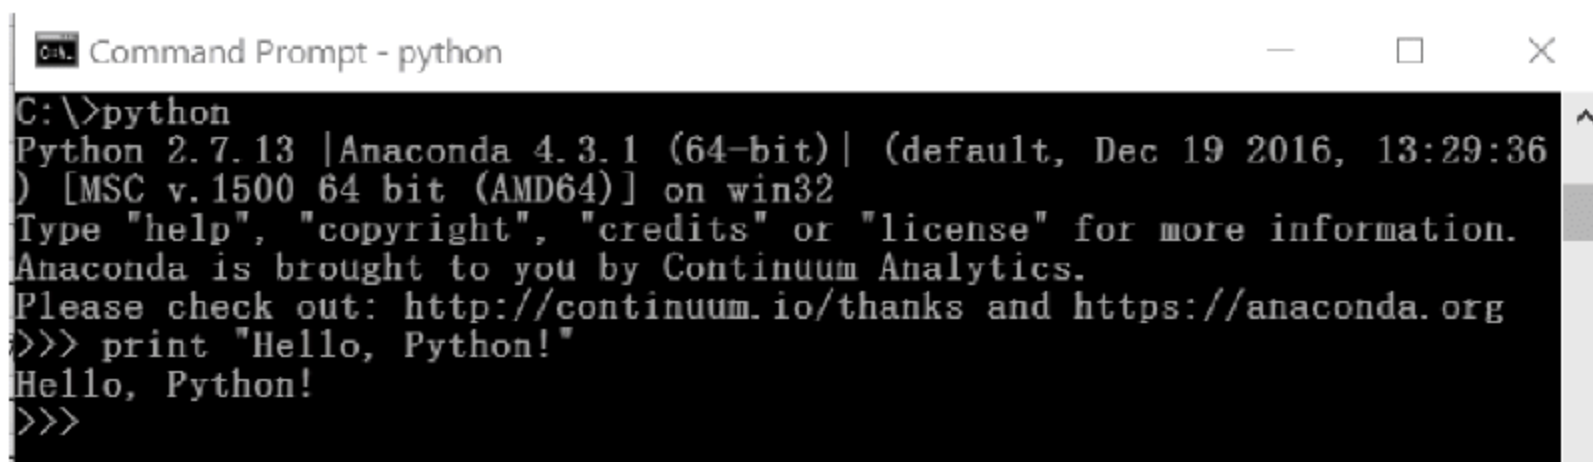 C:\. Command Prompt - python
C:\>python
Python 2.7.13 |Anaconda 4.3.1 (64-bit)| (default, Dec 19 2016, 13:29:36
) [MSC v.1500 64 bit (AMD64)] on win32
Type "help", "copyright", "credits" or "license" for more information.
Anaconda is brought to you by Continuum Analytics.
Please check out: http://continuum.io/thanks and https://anaconda.org
>>> print "Hello, Python!"
Hello, Python!
>>>